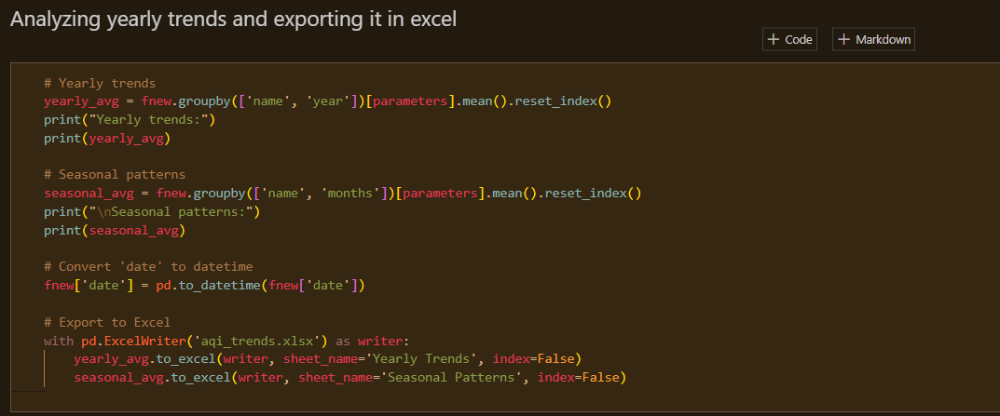 Analyzing yearly trends and exporting it in excel
+ Code + Markdown
# Yearly trends
yearly_avg = fnew.groupby(['name', 'year'])[parameters].mean().reset_index()
print("Yearly trends:")
print(yearly_avg)
# Seasonal patterns
seasonal_avg = fnew.groupby(['name', 'months'])[parameters].mean().reset_index()
print("\nSeasonal patterns:")
print(seasonal_avg)
# Convert 'date' to datetime
fnew['date'] = pd.to_datetime(fnew['date'])
# Export to Excel
with pd.ExcelWriter('aqi_trends.xlsx') as writer:
    yearly_avg.to_excel(writer, sheet_name='Yearly Trends', index=False)
    seasonal_avg.to_excel(writer, sheet_name='Seasonal Patterns', index=False)